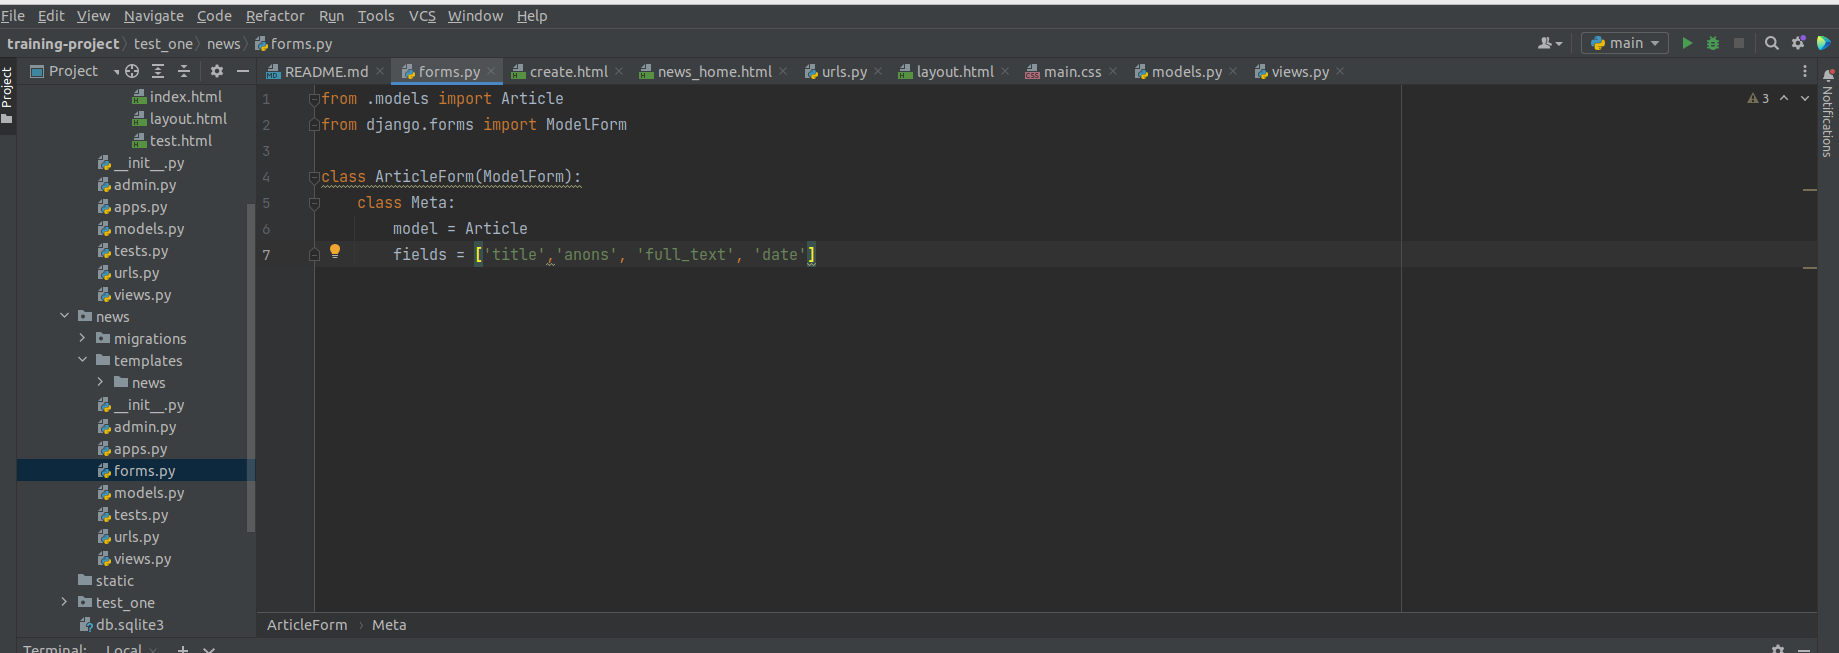 File Edit View Navigate Code Refactor Run Tools VCS Window Help
training-project test_one news forms.py main
Project
Project
README.md forms.py create.html news_home.html urls.py layout.html main.css models.py views.py
index.html
layout.html
test.html
__init__.py
admin.py
apps.py
models.py
tests.py
urls.py
views.py
news
migrations
templates
news
__init__.py
admin.py
apps.py
forms.py
models.py
tests.py
urls.py
views.py
static
test_one
db.sqlite3
1 from .models import Article
2 from django.forms import ModelForm
3
4 class ArticleForm(ModelForm):
5 class Meta:
6 model = Article
7 fields = ['title','anons', 'full_text', 'date']
3
Notifications
ArticleForm Meta
Terminal: Local